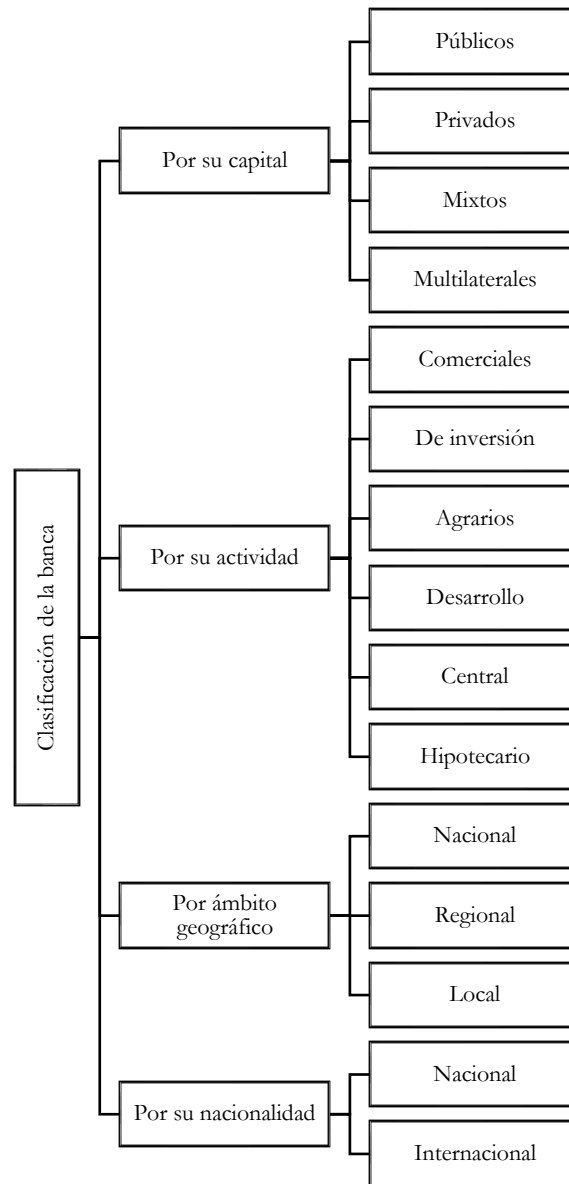 Clasificación de la banca
Por su capital
Públicos
Privados
Mixtos
Multilaterales
Por su actividad
Comerciales
De inversión
Agrarios
Desarrollo
Central
Hipotecario
Por ámbito
geográfico
Nacional
Regional
Local
Por su nacionalidad
Nacional
Internacional